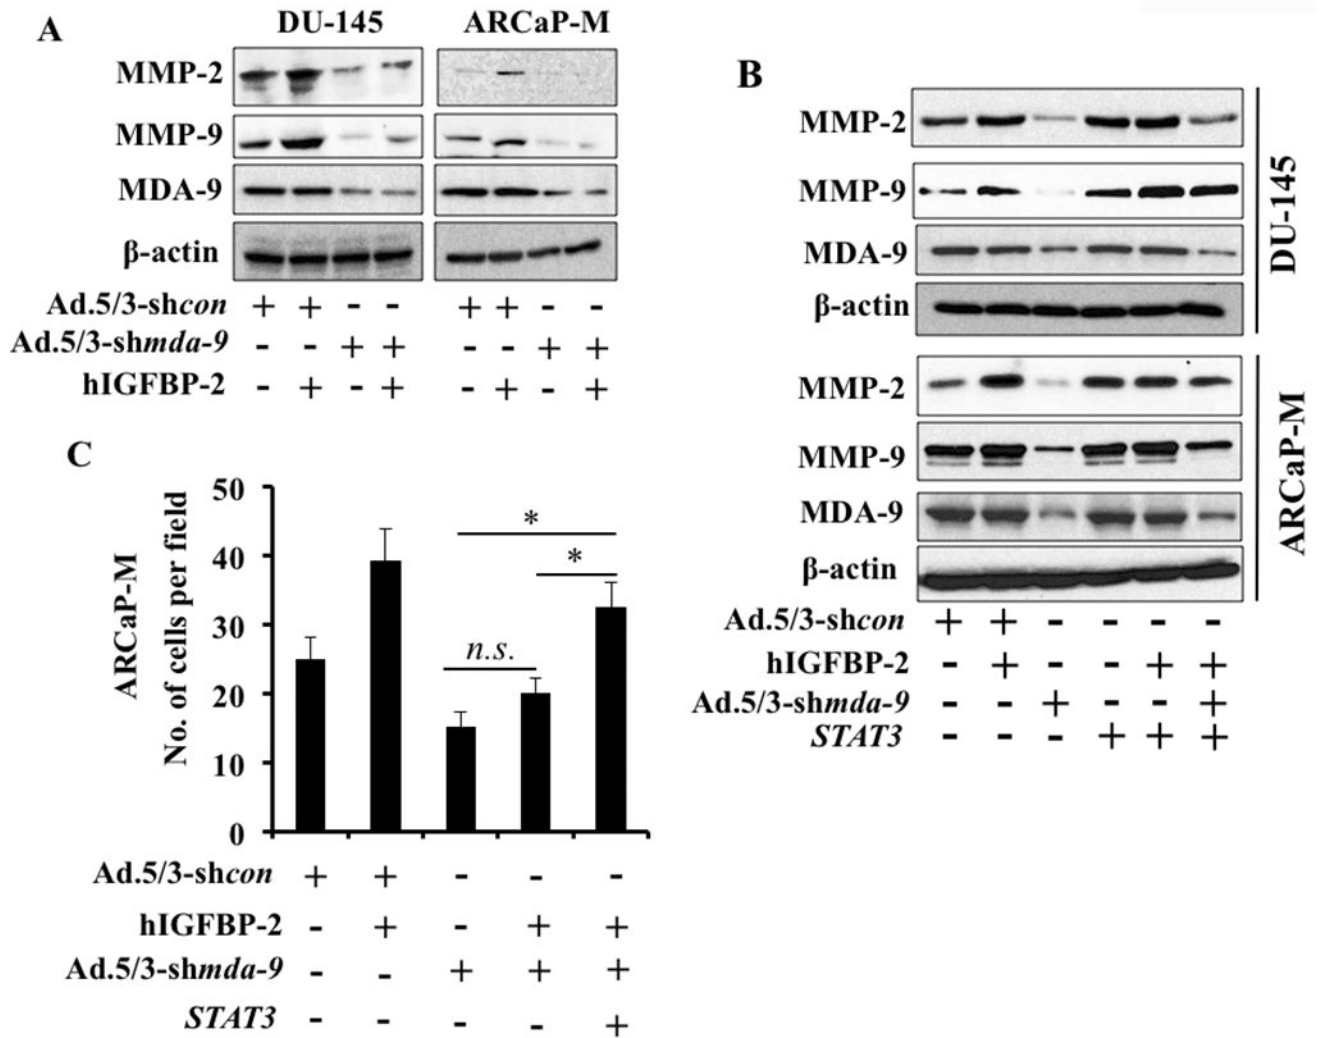 A
DU-145 ARCaP-M
MMP-2
MMP-9
MDA-9
β-actin
Ad.5/3-shcon + + - - + + - -
Ad.5/3-shmda-9 - - + + - - + +
hIGFBP-2 - + - + - + - +
B
MMP-2
MMP-9
MDA-9
β-actin
DU-145
MMP-2
MMP-9
MDA-9
β-actin
ARCaP-M
Ad.5/3-shcon + + - - - -
hIGFBP-2 - + - - + +
Ad.5/3-shmda-9 - - + - - +
STAT3 - - - + + +
C
ARCaP-M
No. of cells per field
50
40
30
20
10
0
*
*
n.s.
Ad.5/3-shcon + + - - -
hIGFBP-2 - + - + +
Ad.5/3-shmda-9 - - + + +
STAT3 - - - - +